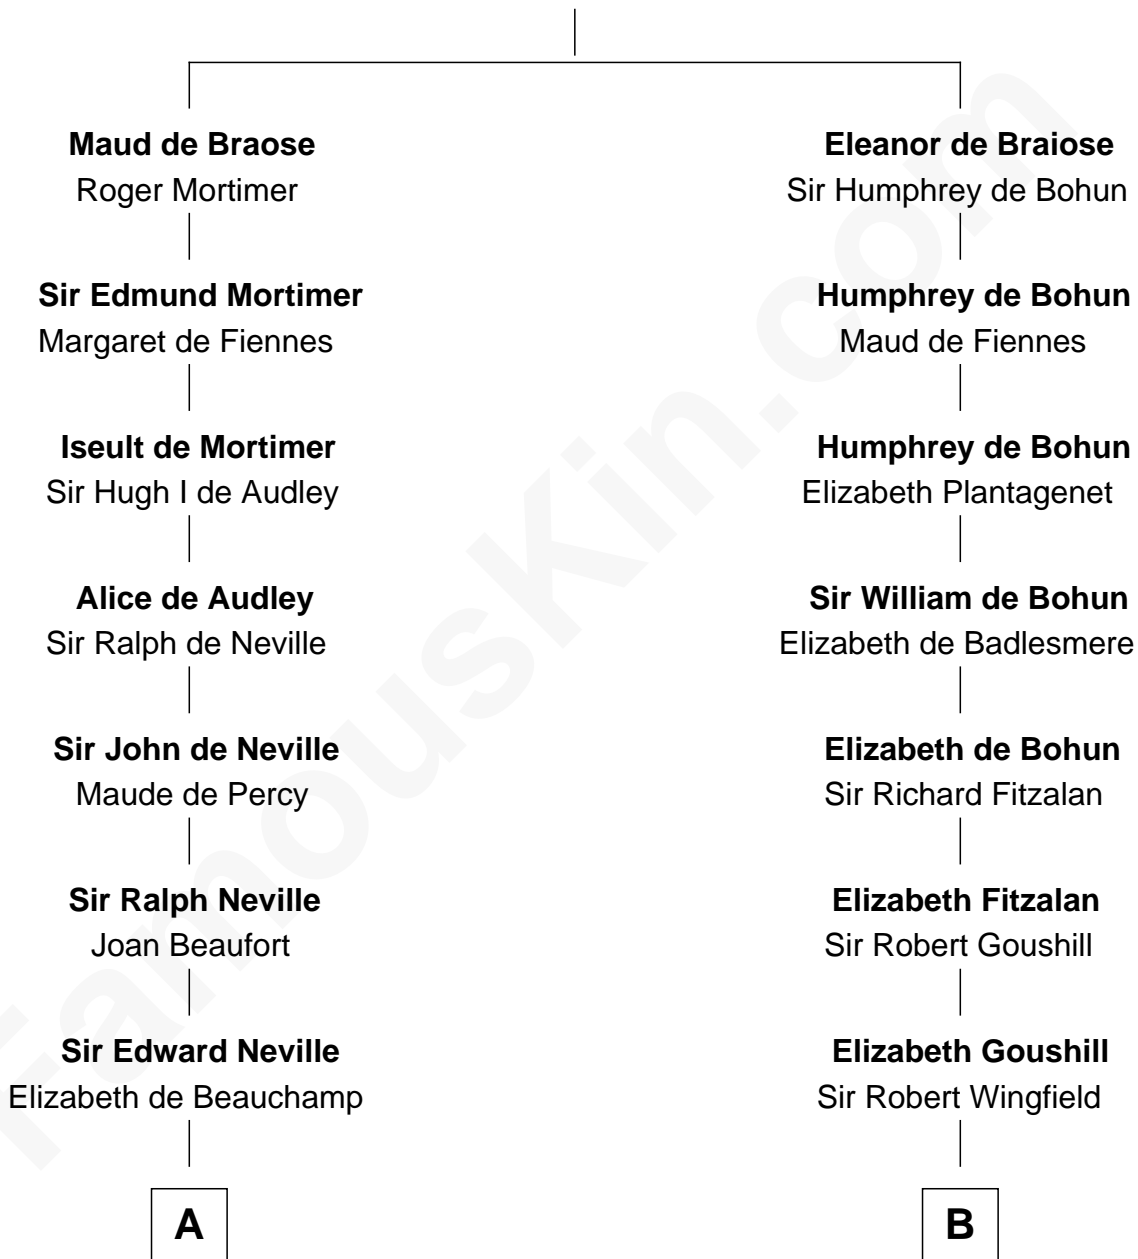 Maud de Braose
Roger Mortimer
Sir Edmund Mortimer
Margaret de Fiennes
Iseult de Mortimer
Sir Hugh I de Audley
Alice de Audley
Sir Ralph de Neville
Sir John de Neville
Maude de Percy
Sir Ralph Neville
Joan Beaufort
Sir Edward Neville
Elizabeth de Beauchamp
A
Eleanor de Braiose
Sir Humphrey de Bohun
Humphrey de Bohun
Maud de Fiennes
Humphrey de Bohun
Elizabeth Plantagenet
Sir William de Bohun
Elizabeth de Badlesmere
Elizabeth de Bohun
Sir Richard Fitzalan
Elizabeth Fitzalan
Sir Robert Goushill
Elizabeth Goushill
Sir Robert Wingfield
B
FamousKin.com